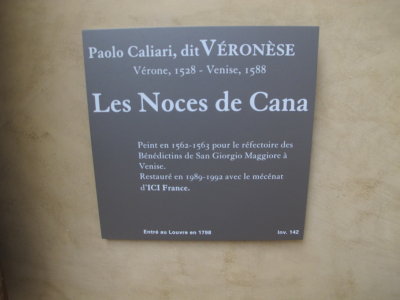 Paolo Caliari, dit VÉRONÈSE
Vérone, 1528 - Venise, 1588
Les Noces de Cana
Peint en 1562-1563 pour le réfectoire des
Bénédictins de San Giorgio Maggiore à
Venise.
Restauré en 1989-1992 avec le mécénat
d'ICI France.
Entré au Louvre en 1798
Inv. 142